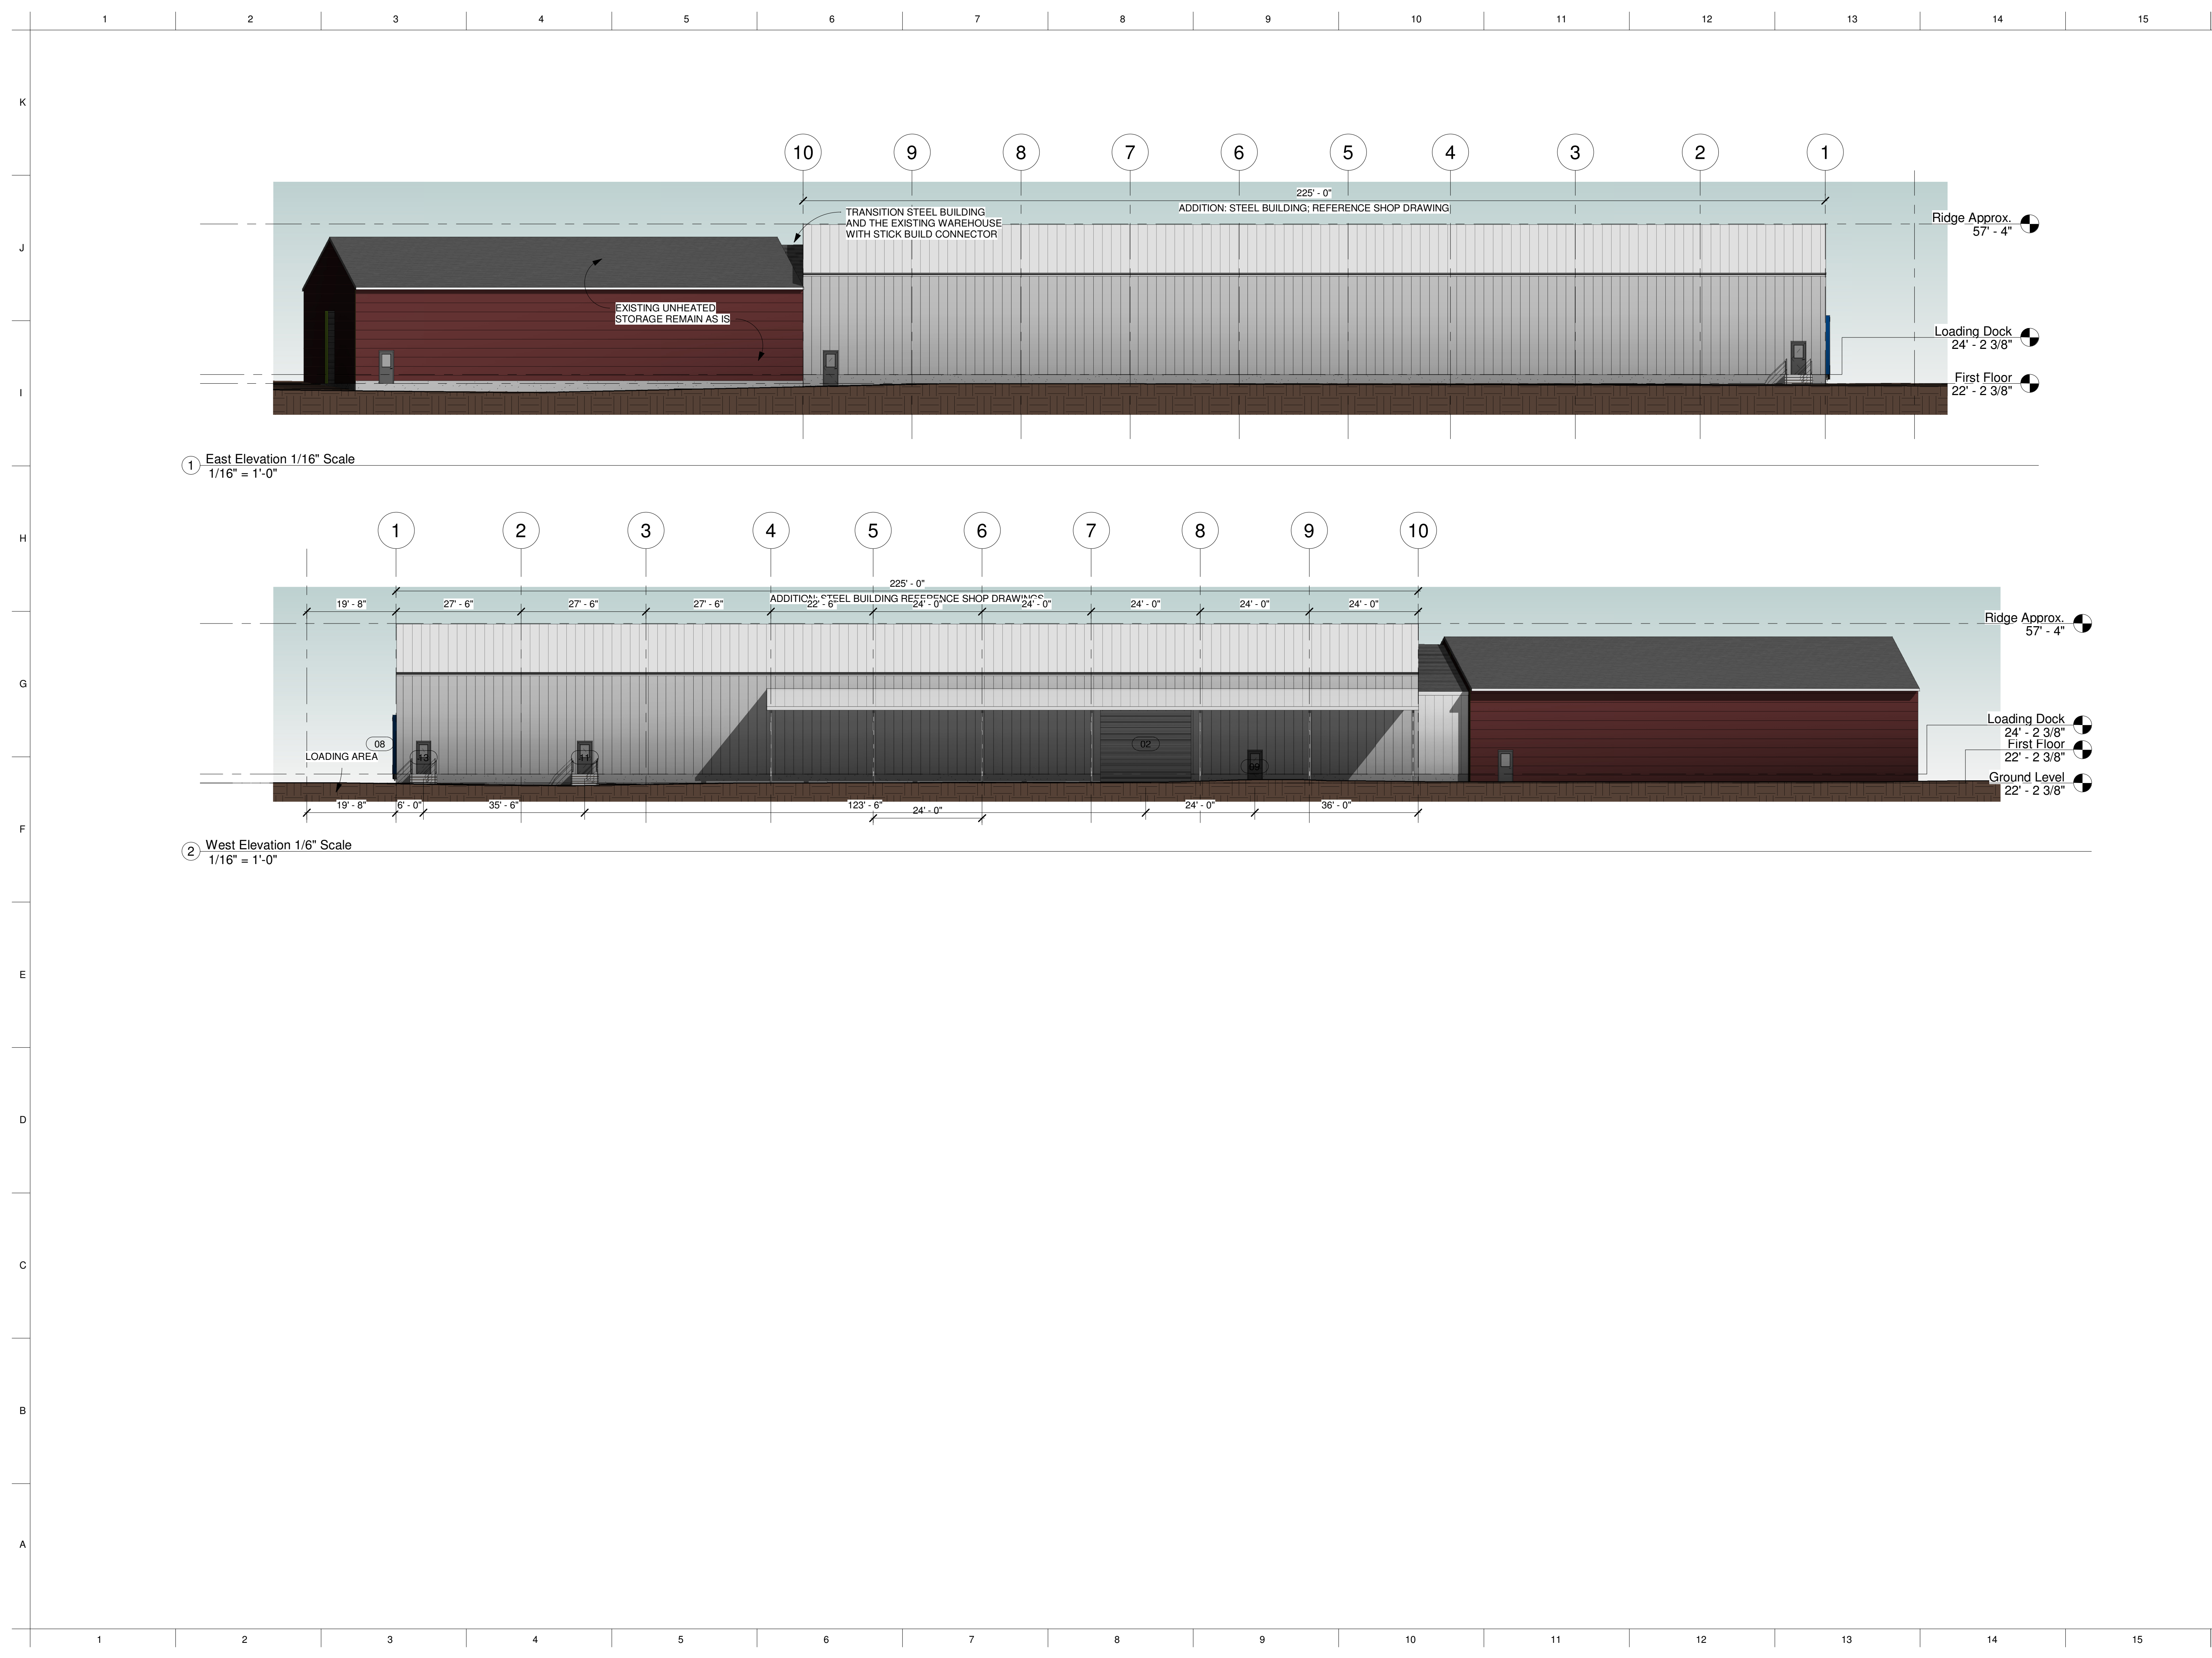 1 2 3 4 5 6 7 8 9 10 11 12 13 14 15
K
10 9 8 7 6 5 4 3 2 1
225' - 0"
ADDITION: STEEL BUILDING; REFERENCE SHOP DRAWING
TRANSITION STEEL BUILDING
AND THE EXISTING WAREHOUSE
WITH STICK BUILD CONNECTOR
Ridge Approx.
57' - 4"
J
EXISTING UNHEATED
STORAGE REMAIN AS IS
Loading Dock
24' - 2 3/8"
First Floor
22' - 2 3/8"
I
1 East Elevation 1/16" Scale
1/16" = 1'-0"
H
1 2 3 4 5 6 7 8 9 10
225' - 0"
ADDITION: STEEL BUILDING REFERENCE SHOP DRAWINGS
19' - 8" 27' - 6" 27' - 6" 27' - 6" 22' - 6" 24' - 0" 24' - 0" 24' - 0" 24' - 0" 24' - 0"
Ridge Approx.
57' - 4"
G
Loading Dock
24' - 2 3/8"
08 02
First Floor
22' - 2 3/8"
LOADING AREA 13 11 09
Ground Level
22' - 2 3/8"
19' - 8" 6' - 0" 35' - 6" 123' - 6" 24' - 0" 36' - 0"
24' - 0"
F
2 West Elevation 1/6" Scale
1/16" = 1'-0"
E
D
C
B
A
1 2 3 4 5 6 7 8 9 10 11 12 13 14 15